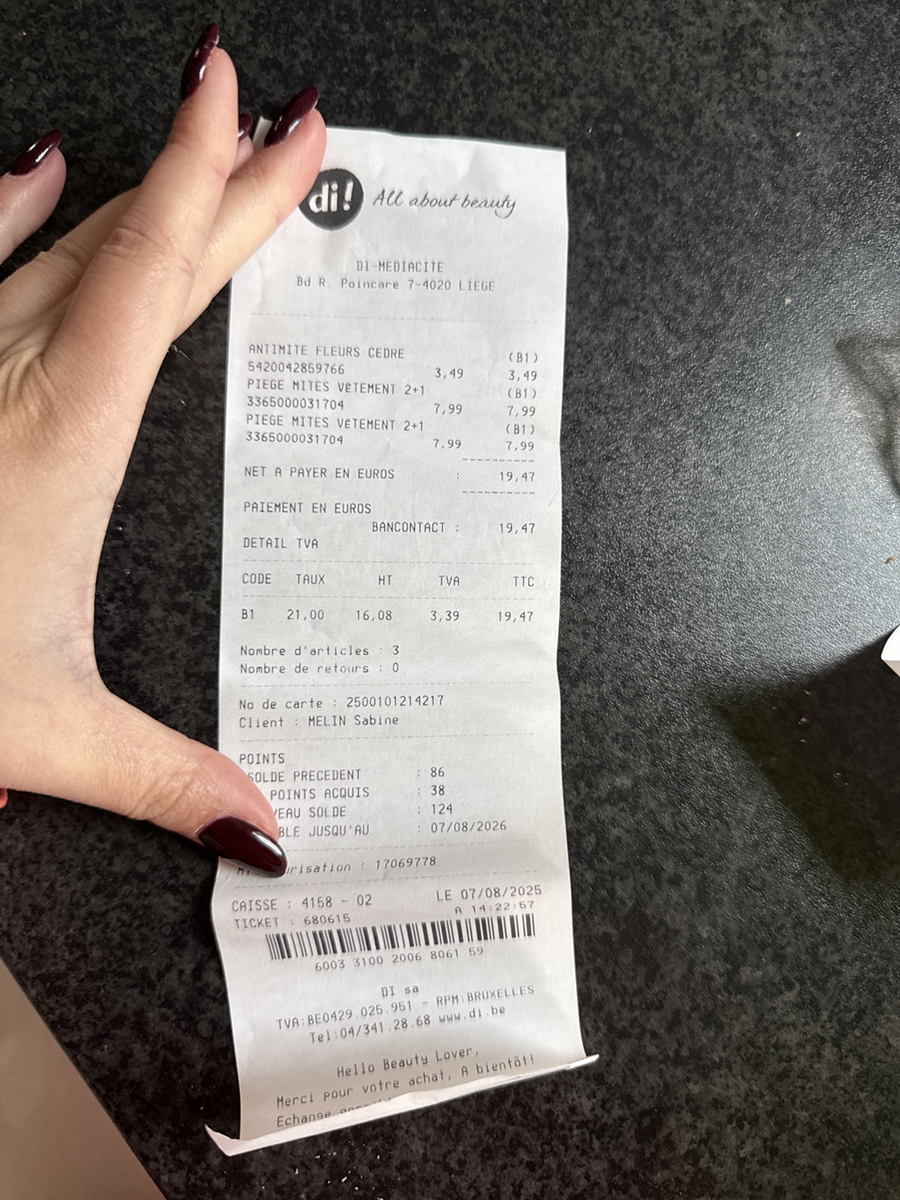 di! All about beauty
DI-MEDIACITE
Bd R. Poincare 7-4020 LIEGE
ANTIMITE FLEURS CEDRE (B1)
5420042859766 3,49 3,49
PIEGE MITES VéTEMENT 2+1 (B1)
3365000031704 7,99 7,99
PIEGE MITES VéTEMENT 2+1 (B1)
3365000031704 7,99 7,99
NET A PAYER EN EUROS : 19,47
PAIEMENT EN EUROS
BANCONTACT : 19,47
DETAIL TVA
CODE TAUX HT TVA TTC
B1 21,00 16,08 3,39 19,47
Nombre d'articles : 3
Nombre de retours : 0
No de carte : 2500101214217
Client : MELIN Sabine
POINTS
SOLDE PRECEDENT : 86
POINTS ACQUIS : 38
SOLDE : 124
JUSQU'AU : 07/08/2026
: 17069778
CAISSE : 4158 - 02 LE 07/08/2025
TICKET : 680615 A 14:22:57
6003 3100 2006 8061 59
DI sa
TVA:BE0429.025.951 - RPM:BRUXELLES
Tel:04/341.28.68 www.di.be
Hello Beauty Lover,
Merci pour votre achat, A bientôt!
Echange